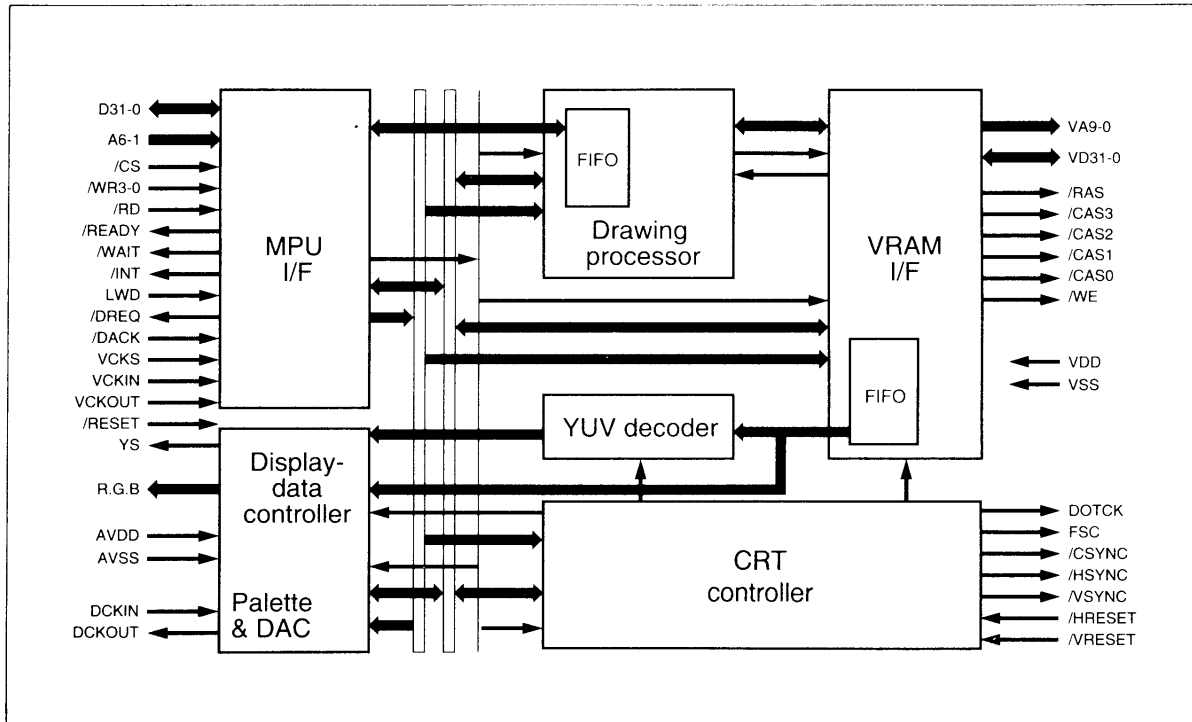 D31-0
A6-1
/CS
/WR3-0
/RD
/READY
/WAIT
/INT
LWD
/DREQ
/DACK
VCKS
VCKIN
VCKOUT
/RESET
YS
R.G.B
AVDD
AVSS
DCKIN
DCKOUT
MPU
I/F
Display-
data
controller
Palette
& DAC
FIFO
Drawing
processor
YUV decoder
CRT
controller
VRAM
I/F
FIFO
VA9-0
VD31-0
/RAS
/CAS3
/CAS2
/CAS1
/CAS0
/WE
VDD
VSS
DOTCK
FSC
/CSYNC
/HSYNC
/VSYNC
/HRESET
/VRESET